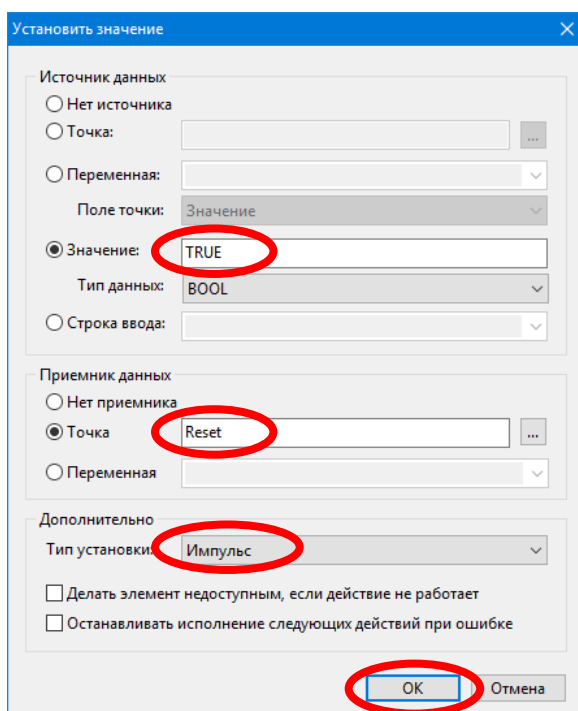 Установить значение
Источник данных
Нет источника
Точка:
...
Переменная:
Поле точки: Значение
Значение: TRUE
Тип данных: BOOL
Строка ввода:
Приемник данных
Нет приемника
Точка Reset ...
Переменная
Дополнительно
Тип установки: Импульс
Делать элемент недоступным, если действие не работает
Останавливать исполнение следующих действий при ошибке
OK Отмена